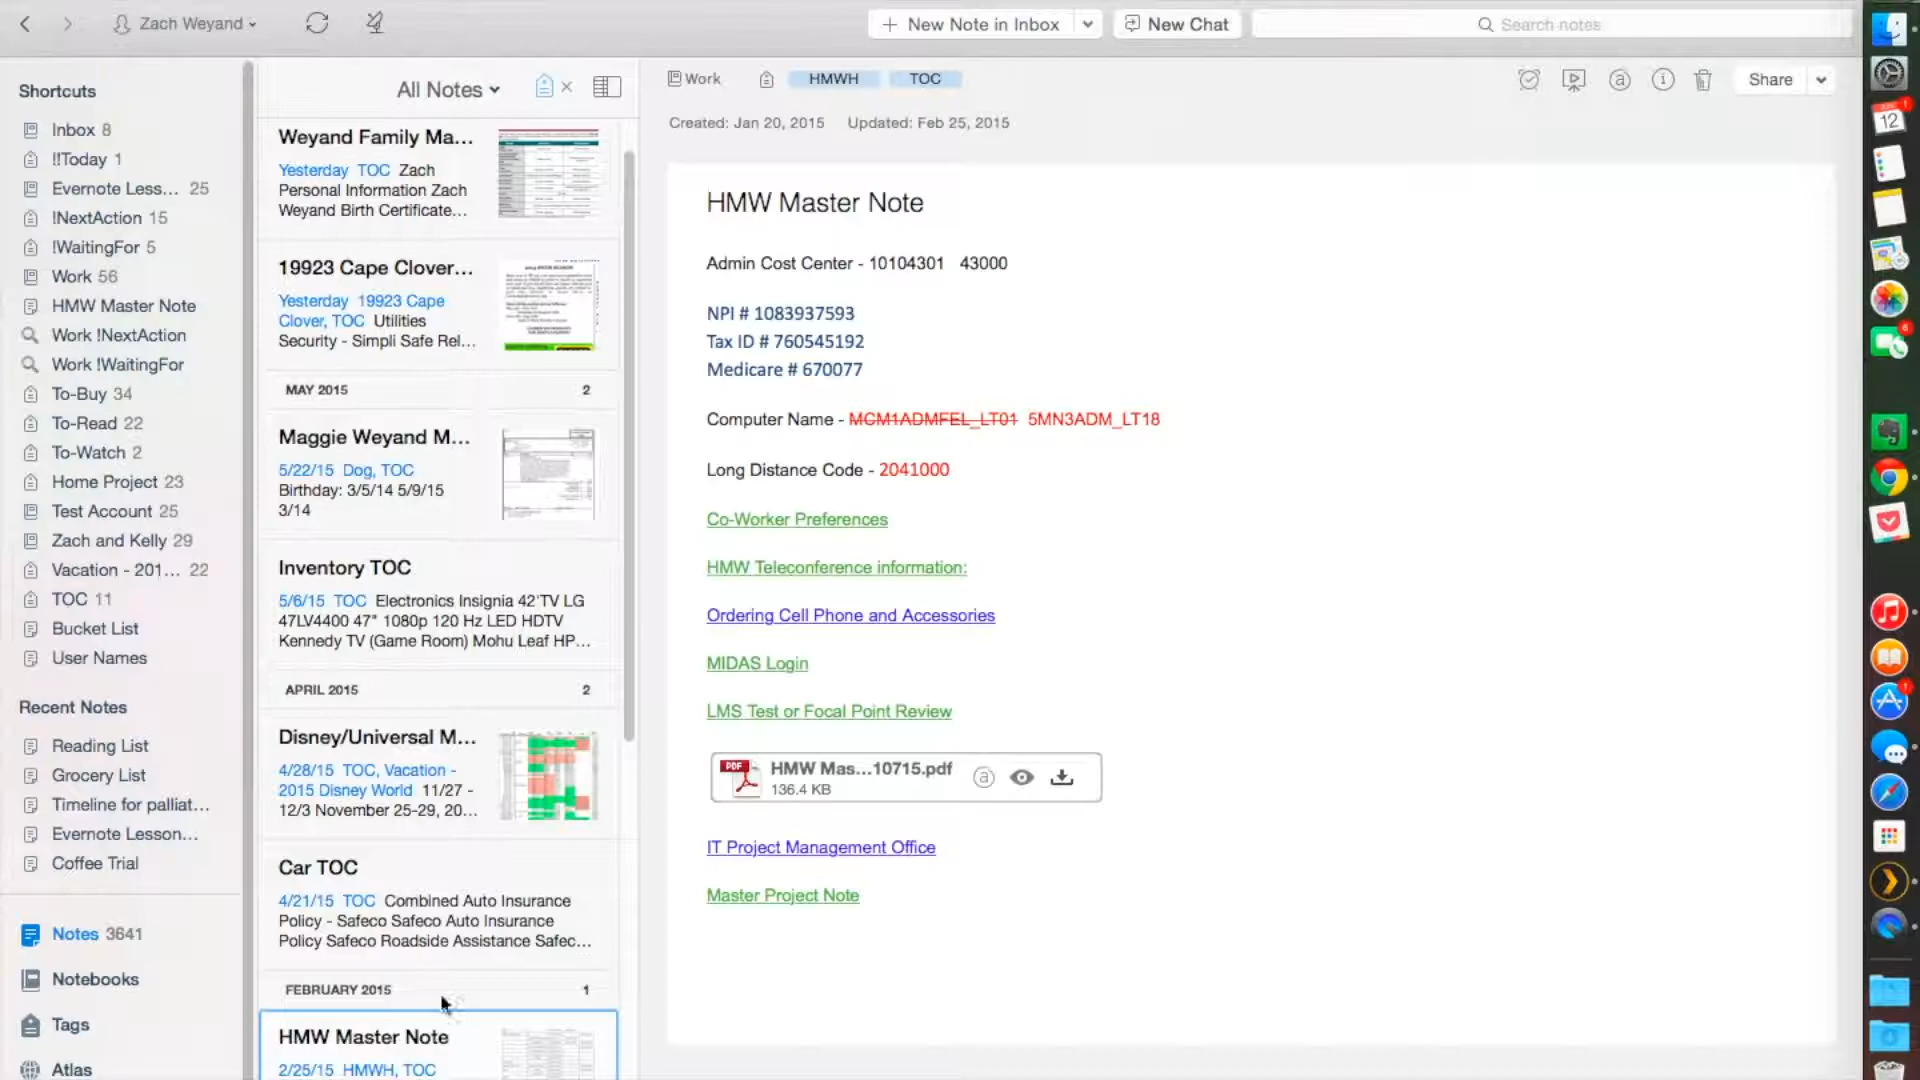 Zach Weyand
New Note in Inbox
New Chat
Search notes
Shortcuts
Inbox 8
!!Today 1
Evernote Less... 25
!NextAction 15
!WaitingFor 5
Work 56
HMW Master Note
Work !NextAction
Work !WaitingFor
To-Buy 34
To-Read 22
To-Watch 2
Home Project 23
Test Account 25
Zach and Kelly 29
Vacation - 201... 22
TOC 11
Bucket List
User Names
Recent Notes
Reading List
Grocery List
Timeline for palliat...
Evernote Lesson...
Coffee Trial
Notes 3641
Notebooks
Tags
Atlas
All Notes
Weyand Family Ma...
Yesterday TOC Zach
Personal Information Zach
Weyand Birth Certificate...
19923 Cape Clover...
Yesterday 19923 Cape
Clover, TOC Utilities
Security - Simpli Safe Rel...
MAY 2015 2
Maggie Weyand M...
5/22/15 Dog, TOC
Birthday: 3/5/14 5/9/15
3/14
Inventory TOC
5/6/15 TOC Electronics Insignia 42'TV LG
47LV4400 47" 1080p 120 Hz LED HDTV
Kennedy TV (Game Room) Mohu Leaf HP...
APRIL 2015 2
Disney/Universal M...
4/28/15 TOC, Vacation -
2015 Disney World 11/27 -
12/3 November 25-29, 20...
Car TOC
4/21/15 TOC Combined Auto Insurance
Policy - Safeco Safeco Auto Insurance
Policy Safeco Roadside Assistance Safec...
FEBRUARY 2015 1
HMW Master Note
2/25/15 HMWH, TOC
Work HMWH TOC
Share
Created: Jan 20, 2015 Updated: Feb 25, 2015
HMW Master Note
Admin Cost Center - 10104301 43000
NPI # 1083937593
Tax ID # 760545192
Medicare # 670077
Computer Name - MCM1ADMFEL_LT01 5MN3ADM_LT18
Long Distance Code - 2041000
Co-Worker Preferences
HMW Teleconference information:
Ordering Cell Phone and Accessories
MIDAS Login
LMS Test or Focal Point Review
PDF
HMW Mas...10715.pdf
136.4 KB
IT Project Management Office
Master Project Note
1
12
6
1